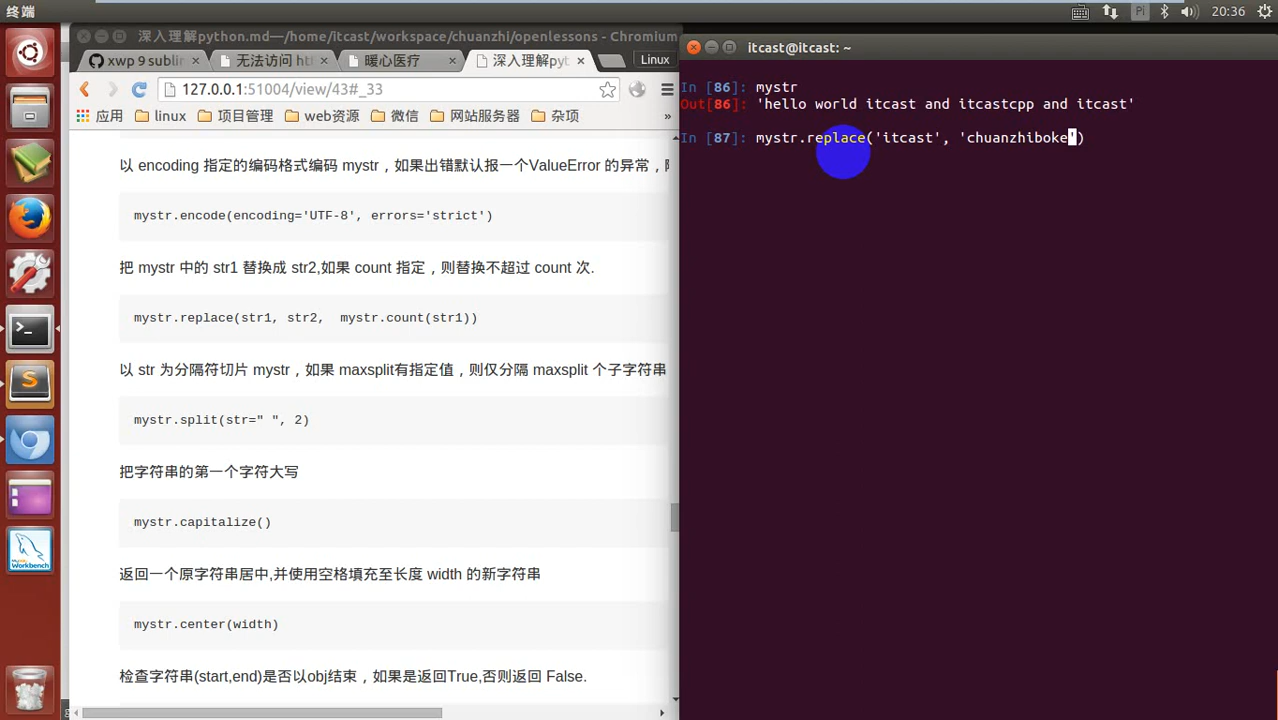 终端
Pi
20:36
深入理解python.md—/home/itcast/workspace/chuanzhi/openlessons - Chromium
xwp 9 sublim
无法访问 htt
暖心医疗
深入理解pyt
Linux
127.0.0.1:51004/view/43#_33
应用
linux
项目管理
web资源
微信
网站服务器
杂项
»
以 encoding 指定的编码格式编码 mystr，如果出错默认报一个ValueError 的异常，
mystr.encode(encoding='UTF-8', errors='strict')
把 mystr 中的 str1 替换成 str2,如果 count 指定，则替换不超过 count 次.
mystr.replace(str1, str2,  mystr.count(str1))
以 str 为分隔符切片 mystr，如果 maxsplit有指定值，则仅分隔 maxsplit 个子字符串
mystr.split(str=" ", 2)
把字符串的第一个字符大写
mystr.capitalize()
返回一个原字符串居中,并使用空格填充至长度 width 的新字符串
mystr.center(width)
检查字符串(start,end)是否以obj结束，如果是返回True,否则返回 False.
itcast@itcast: ~
In [86]: mystr
Out[86]: 'hello world itcast and itcastcpp and itcast'
In [87]: mystr.replace('itcast', 'chuanzhiboke')
MySQL
Workbench